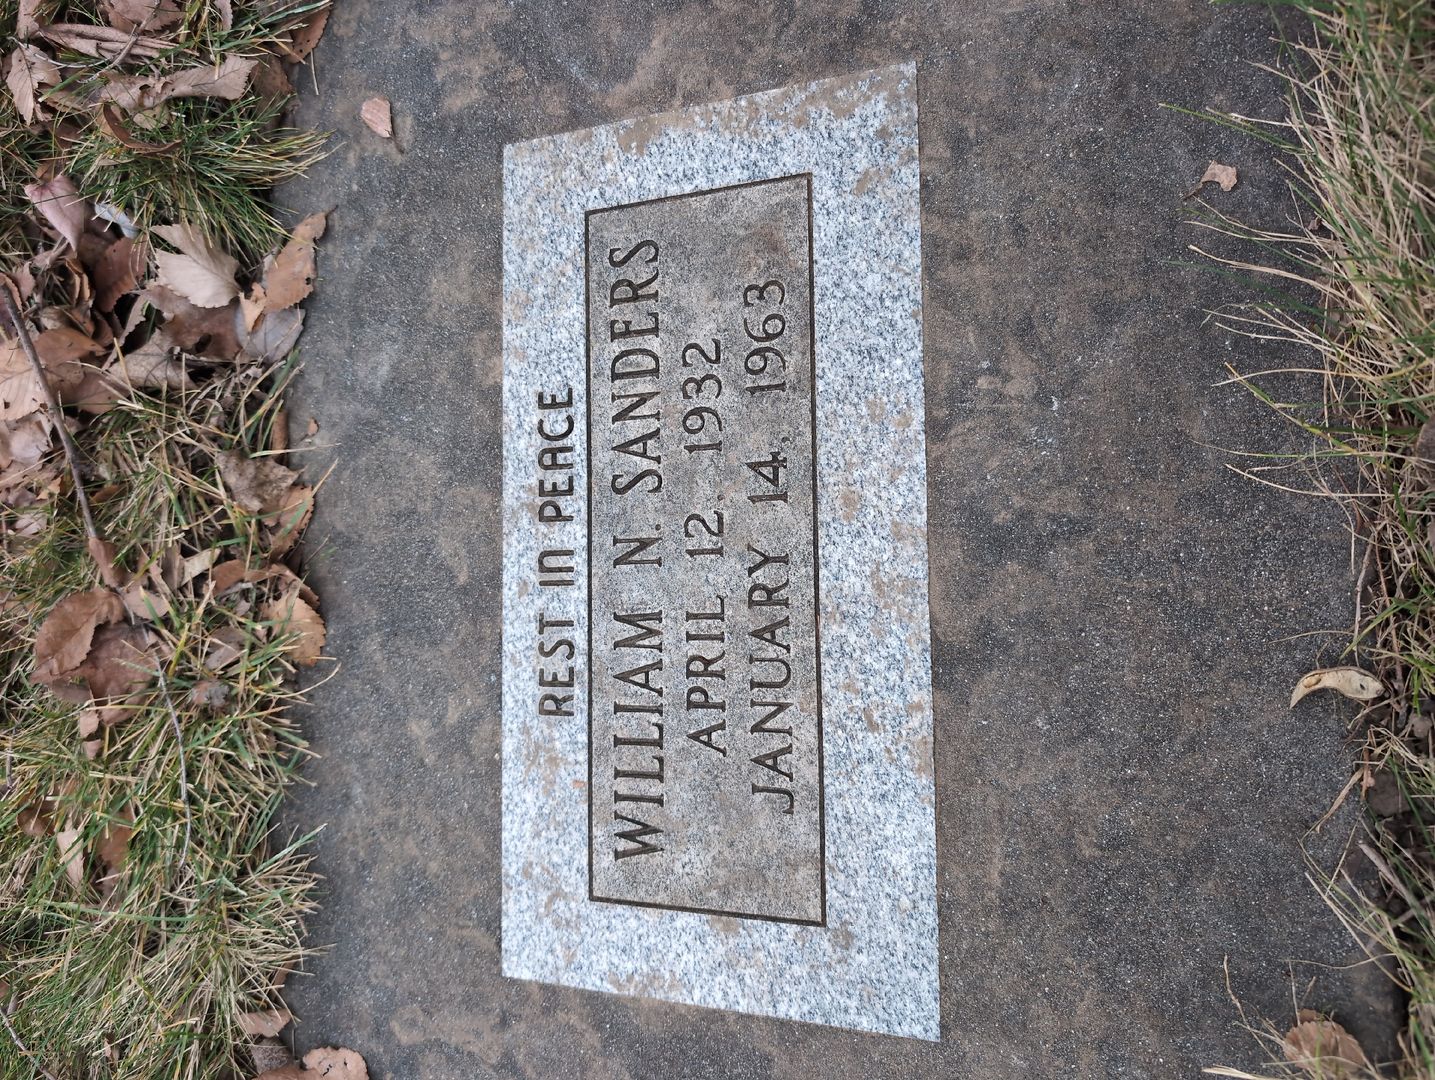 REST IN PEACE
WILLIAM N. SANDERS
APRIL 12, 1932
JANUARY 14, 1963